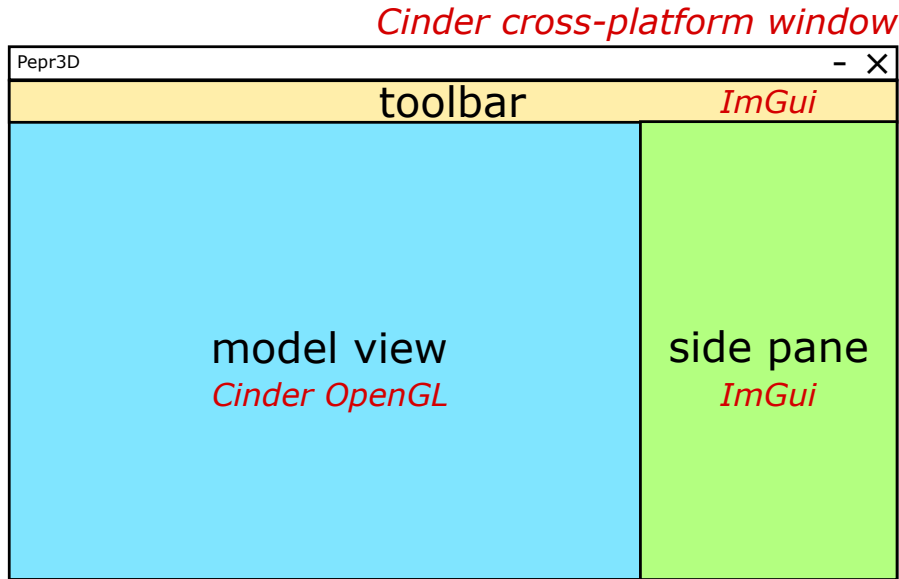 Cinder cross-platform window
Pepr3D
toolbar
ImGui
model view
Cinder OpenGL
side pane
ImGui